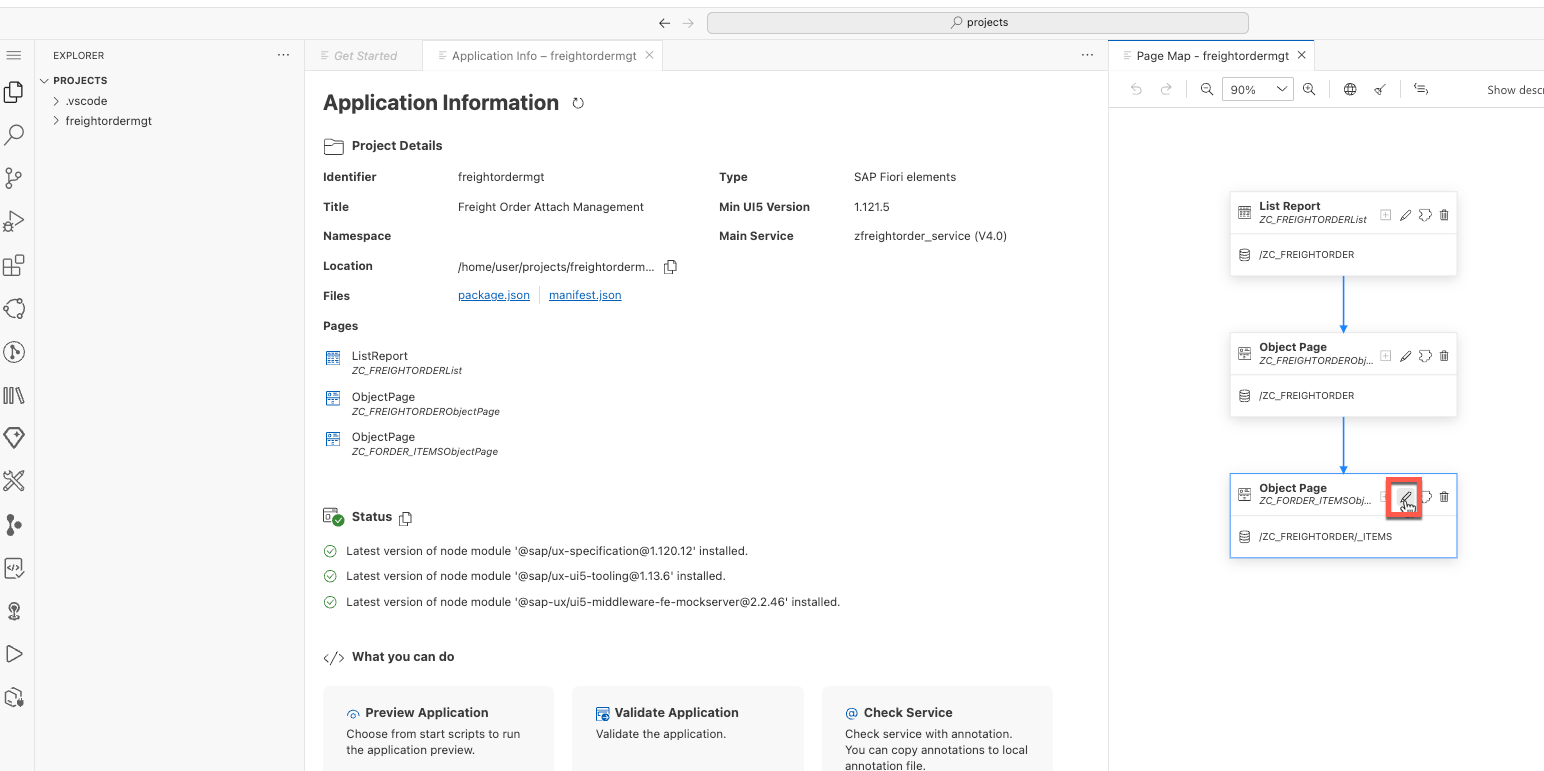 projects
EXPLORER
PROJECTS
.vscode
freightordermgt
Get Started
Application Info – freightordermgt
Application Information
Project Details
Identifier freightordermgt Type SAP Fiori elements
Title Freight Order Attach Management Min UI5 Version 1.121.5
Namespace Main Service zfreightorder_service (V4.0)
Location /home/user/projects/freightorderm...
Files package.json manifest.json
Pages
ListReport
ZC_FREIGHTORDERList
ObjectPage
ZC_FREIGHTORDERObjectPage
ObjectPage
ZC_FORDER_ITEMSObjectPage
Status
Latest version of node module '@sap/ux-specification@1.120.12' installed.
Latest version of node module '@sap/ux-ui5-tooling@1.13.6' installed.
Latest version of node module '@sap-ux/ui5-middleware-fe-mockserver@2.2.46' installed.
What you can do
Preview Application
Choose from start scripts to run
the application preview.
Validate Application
Validate the application.
Check Service
Check service with annotation.
You can copy annotations to local
annotation file.
Page Map - freightordermgt
90%
Show descr
List Report
ZC_FREIGHTORDERList
/ZC_FREIGHTORDER
Object Page
ZC_FREIGHTORDERObj...
/ZC_FREIGHTORDER
Object Page
ZC_FORDER_ITEMSObj...
/ZC_FREIGHTORDER/_ITEMS